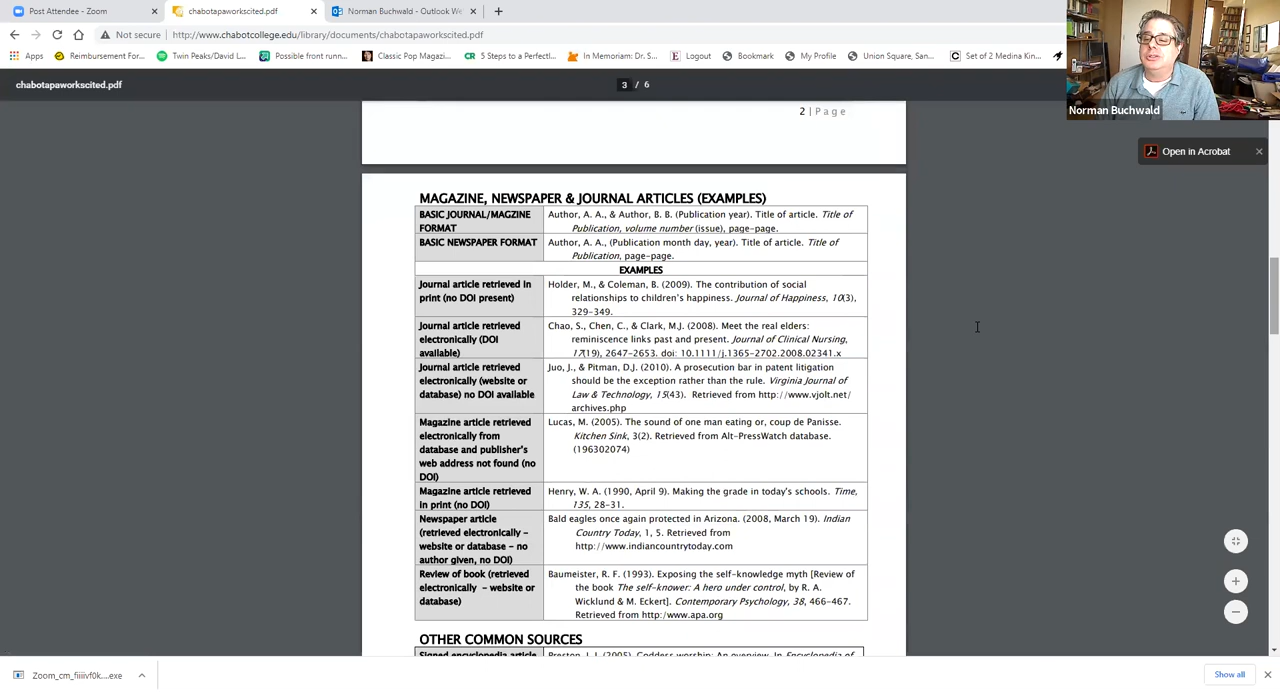 Post Attendee - Zoom
chabotapaworkscited.pdf
Norman Buchwald - Outlook We
Not secure
http://www.chabotcollege.edu/library/documents/chabotapaworkscited.pdf
Apps
Reimbursement For...
Twin Peaks/David L...
Possible front runn...
Classic Pop Magazi...
5 Steps to a Perfectl...
In Memoriam: Dr. S...
Logout
Bookmark
My Profile
Union Square, San...
Set of 2 Medina Kin...
chabotapaworkscited.pdf
3 / 6
Norman Buchwald
Open in Acrobat
2 | Page
MAGAZINE, NEWSPAPER & JOURNAL ARTICLES (EXAMPLES)
BASIC JOURNAL/MAGZINE
FORMAT
Author, A. A., & Author, B. B. (Publication year). Title of article. Title of
Publication, volume number (issue), page-page.
BASIC NEWSPAPER FORMAT
Author, A. A., (Publication month day, year). Title of article. Title of
Publication, page-page.
EXAMPLES
Journal article retrieved in
print (no DOI present)
Holder, M., & Coleman, B. (2009). The contribution of social
relationships to children's happiness. Journal of Happiness, 10(3),
329-349.
Journal article retrieved
electronically (DOI
available)
Chao, S., Chen, C., & Clark, M.J. (2008). Meet the real elders:
reminiscence links past and present. Journal of Clinical Nursing,
17(19), 2647-2653. doi: 10.1111/j.1365-2702.2008.02341.x
Journal article retrieved
electronically (website or
database) no DOI available
Juo, J., & Pitman, D.J. (2010). A prosecution bar in patent litigation
should be the exception rather than the rule. Virginia Journal of
Law & Technology, 15(43). Retrieved from http://www.vjolt.net/
archives.php
Magazine article retrieved
electronically from
database and publisher's
web address not found (no
DOI)
Lucas, M. (2005). The sound of one man eating or, coup de Panisse.
Kitchen Sink, 3(2). Retrieved from Alt-PressWatch database.
(196302074)
Magazine article retrieved
in print (no DOI)
Henry, W. A. (1990, April 9). Making the grade in today's schools. Time,
135, 28-31.
Newspaper article
(retrieved electronically -
website or database - no
author given, no DOI)
Bald eagles once again protected in Arizona. (2008, March 19). Indian
Country Today, 1, 5. Retrieved from
http://www.indiancountrytoday.com
Review of book (retrieved
electronically - website or
database)
Baumeister, R. F. (1993). Exposing the self-knowledge myth [Review of
the book The self-knower: A hero under control, by R. A.
Wicklund & M. Eckert]. Contemporary Psychology, 38, 466-467.
Retrieved from http:/www.apa.org
OTHER COMMON SOURCES
Signed encyclopedia article
Preston, J. J. (2005). Goddess worship: An overview. In Encyclopedia of
Zoom_cm_fiiiivf0k....exe
Show all